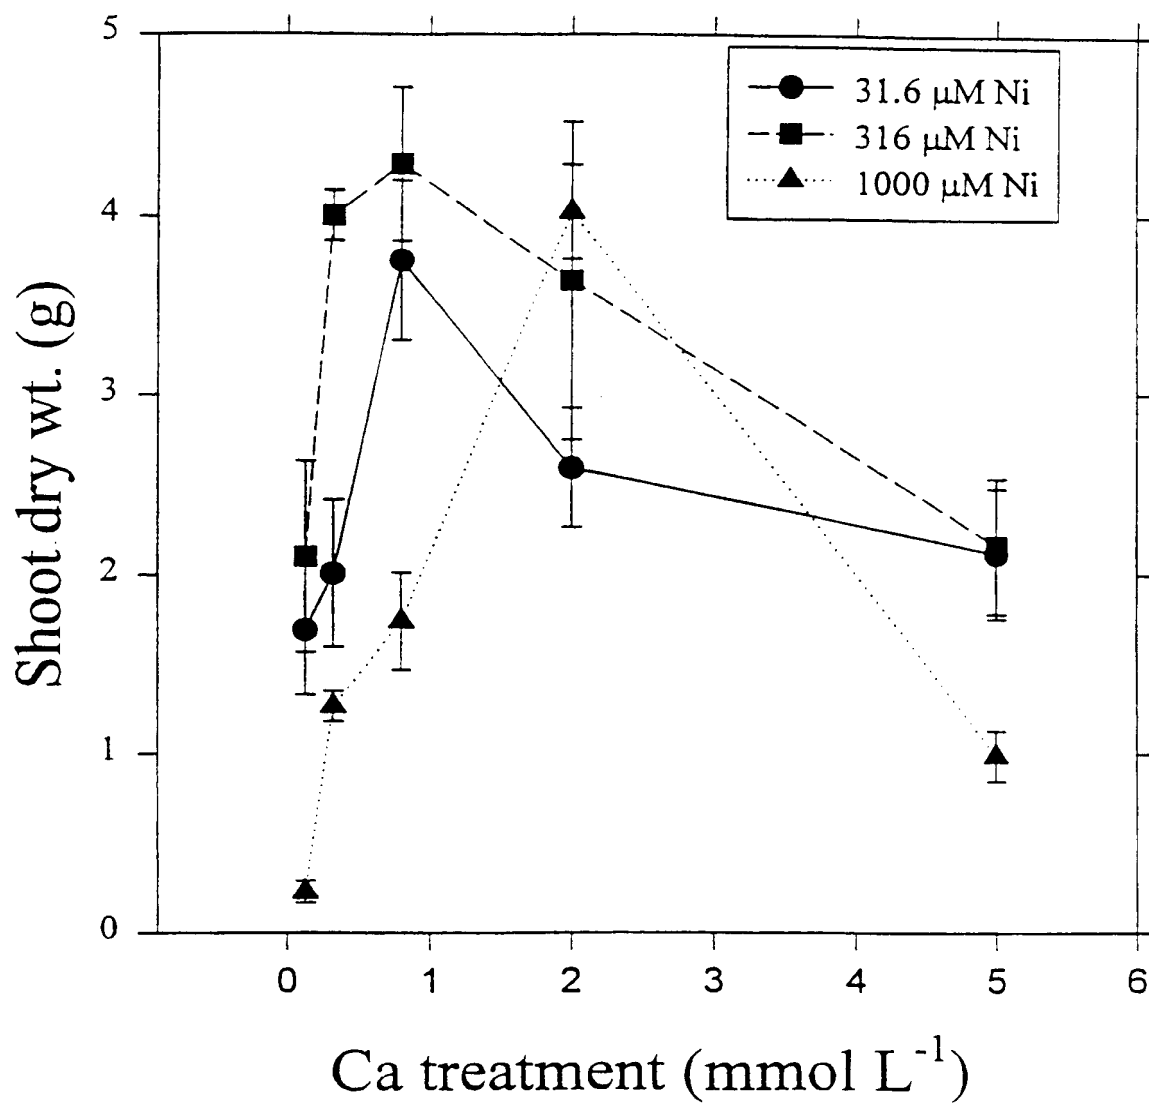 5
4
3
2
1
0
Shoot dry wt. (g)
31.6 μM Ni
316 μM Ni
1000 μM Ni
0 1 2 3 4 5 6
Ca treatment (mmol L⁻¹)